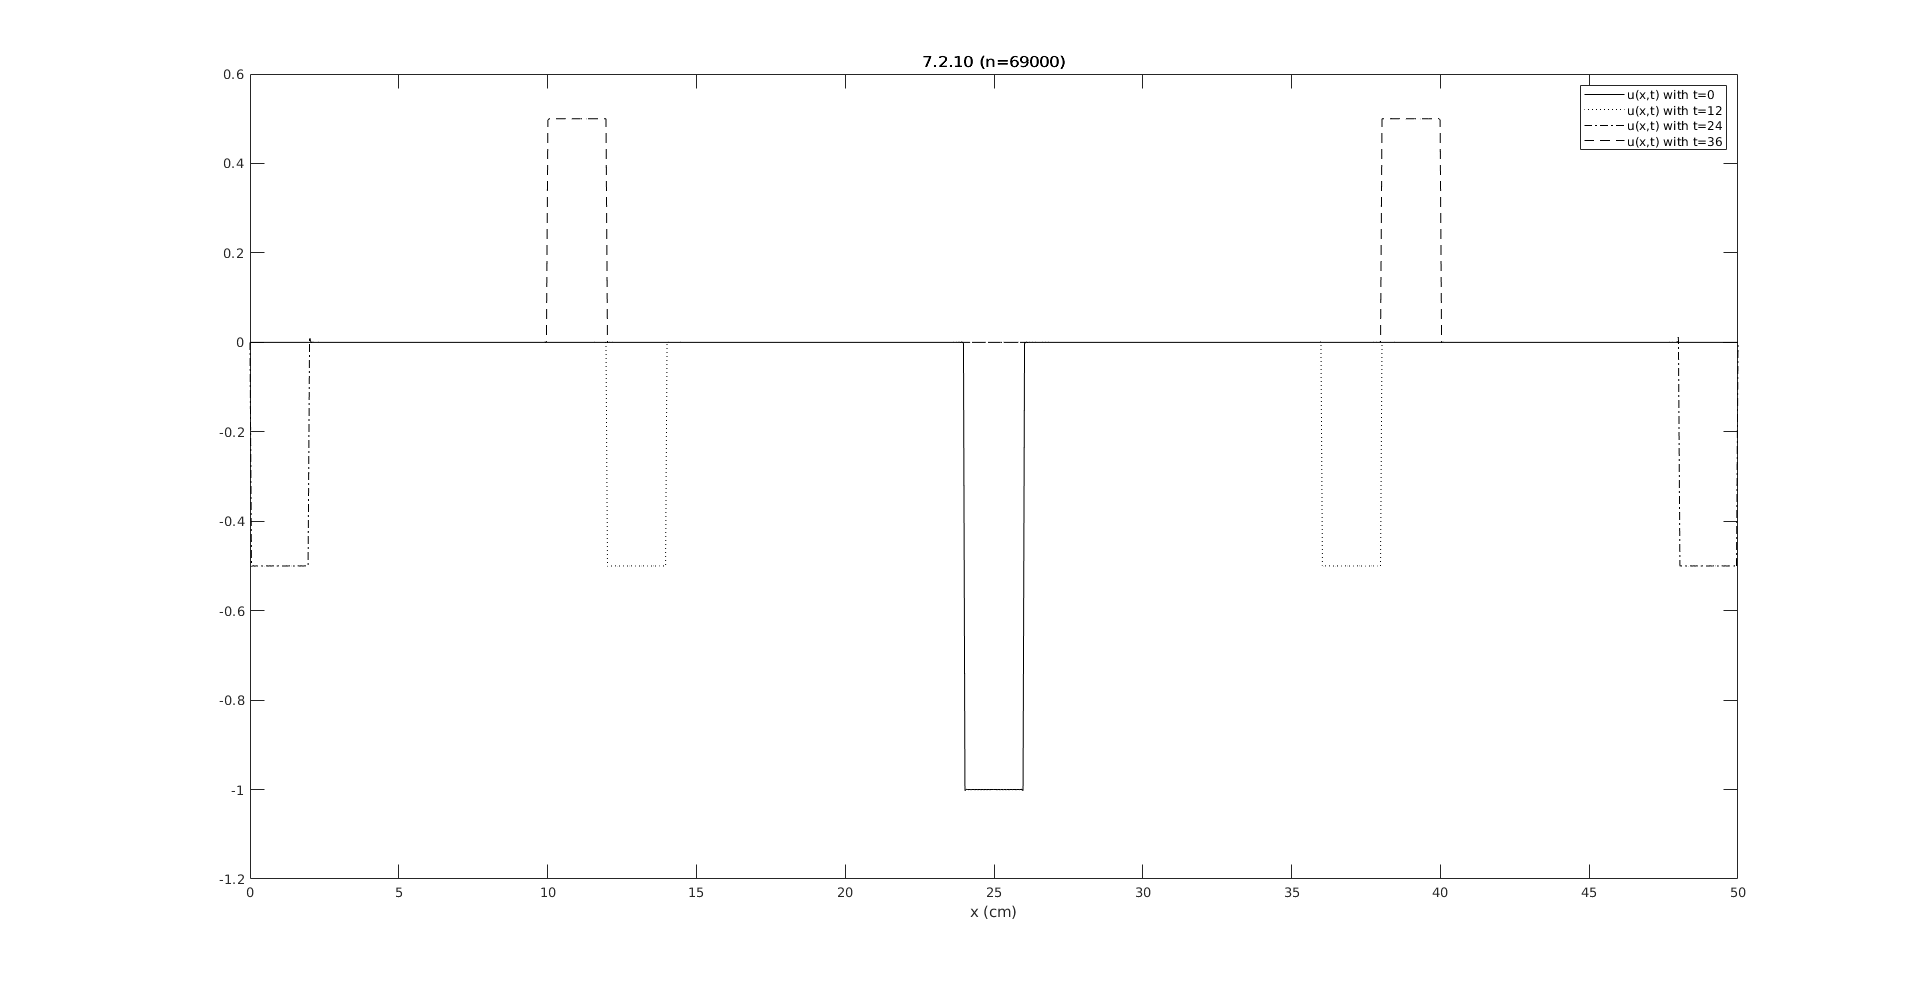 7.2.10 (n=69000)
u(x,t) with t=0
u(x,t) with t=12
u(x,t) with t=24
u(x,t) with t=36
0.6
0.4
0.2
0
-0.2
-0.4
-0.6
-0.8
-1
-1.2
0 5 10 15 20 25 30 35 40 45 50
x (cm)